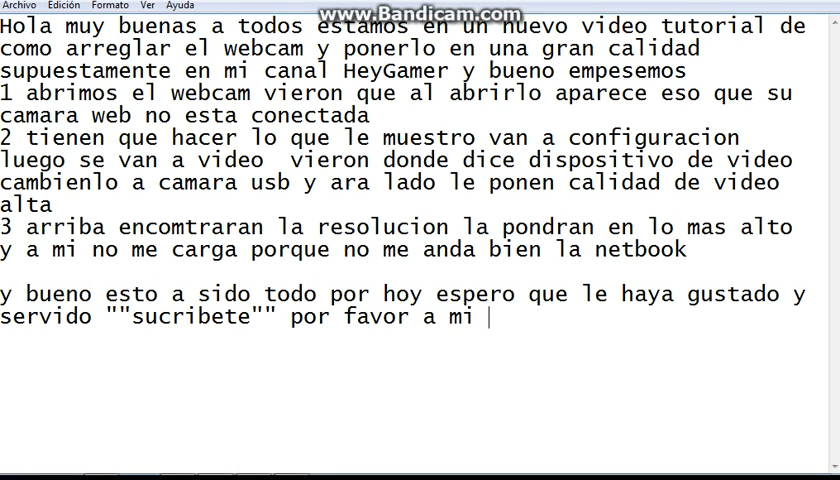 www.Bandicam.com
Archivo Edición Formato Ver Ayuda
Hola muy buenas a todos estamos en un nuevo video tutorial de
como arreglar el webcam y ponerlo en una gran calidad
supuestamente en mi canal HeyGamer y bueno empesemos
1 abrimos el webcam vieron que al abrirlo aparece eso que su
camara web no esta conectada
2 tienen que hacer lo que le muestro van a configuracion
luego se van a video  vieron donde dice dispositivo de video
cambienlo a camara usb y ara lado le ponen calidad de video
alta
3 arriba encomtraran la resolucion la pondran en lo mas alto
y a mi no me carga porque no me anda bien la netbook
y bueno esto a sido todo por hoy espero que le haya gustado y
servido ""sucribete"" por favor a mi